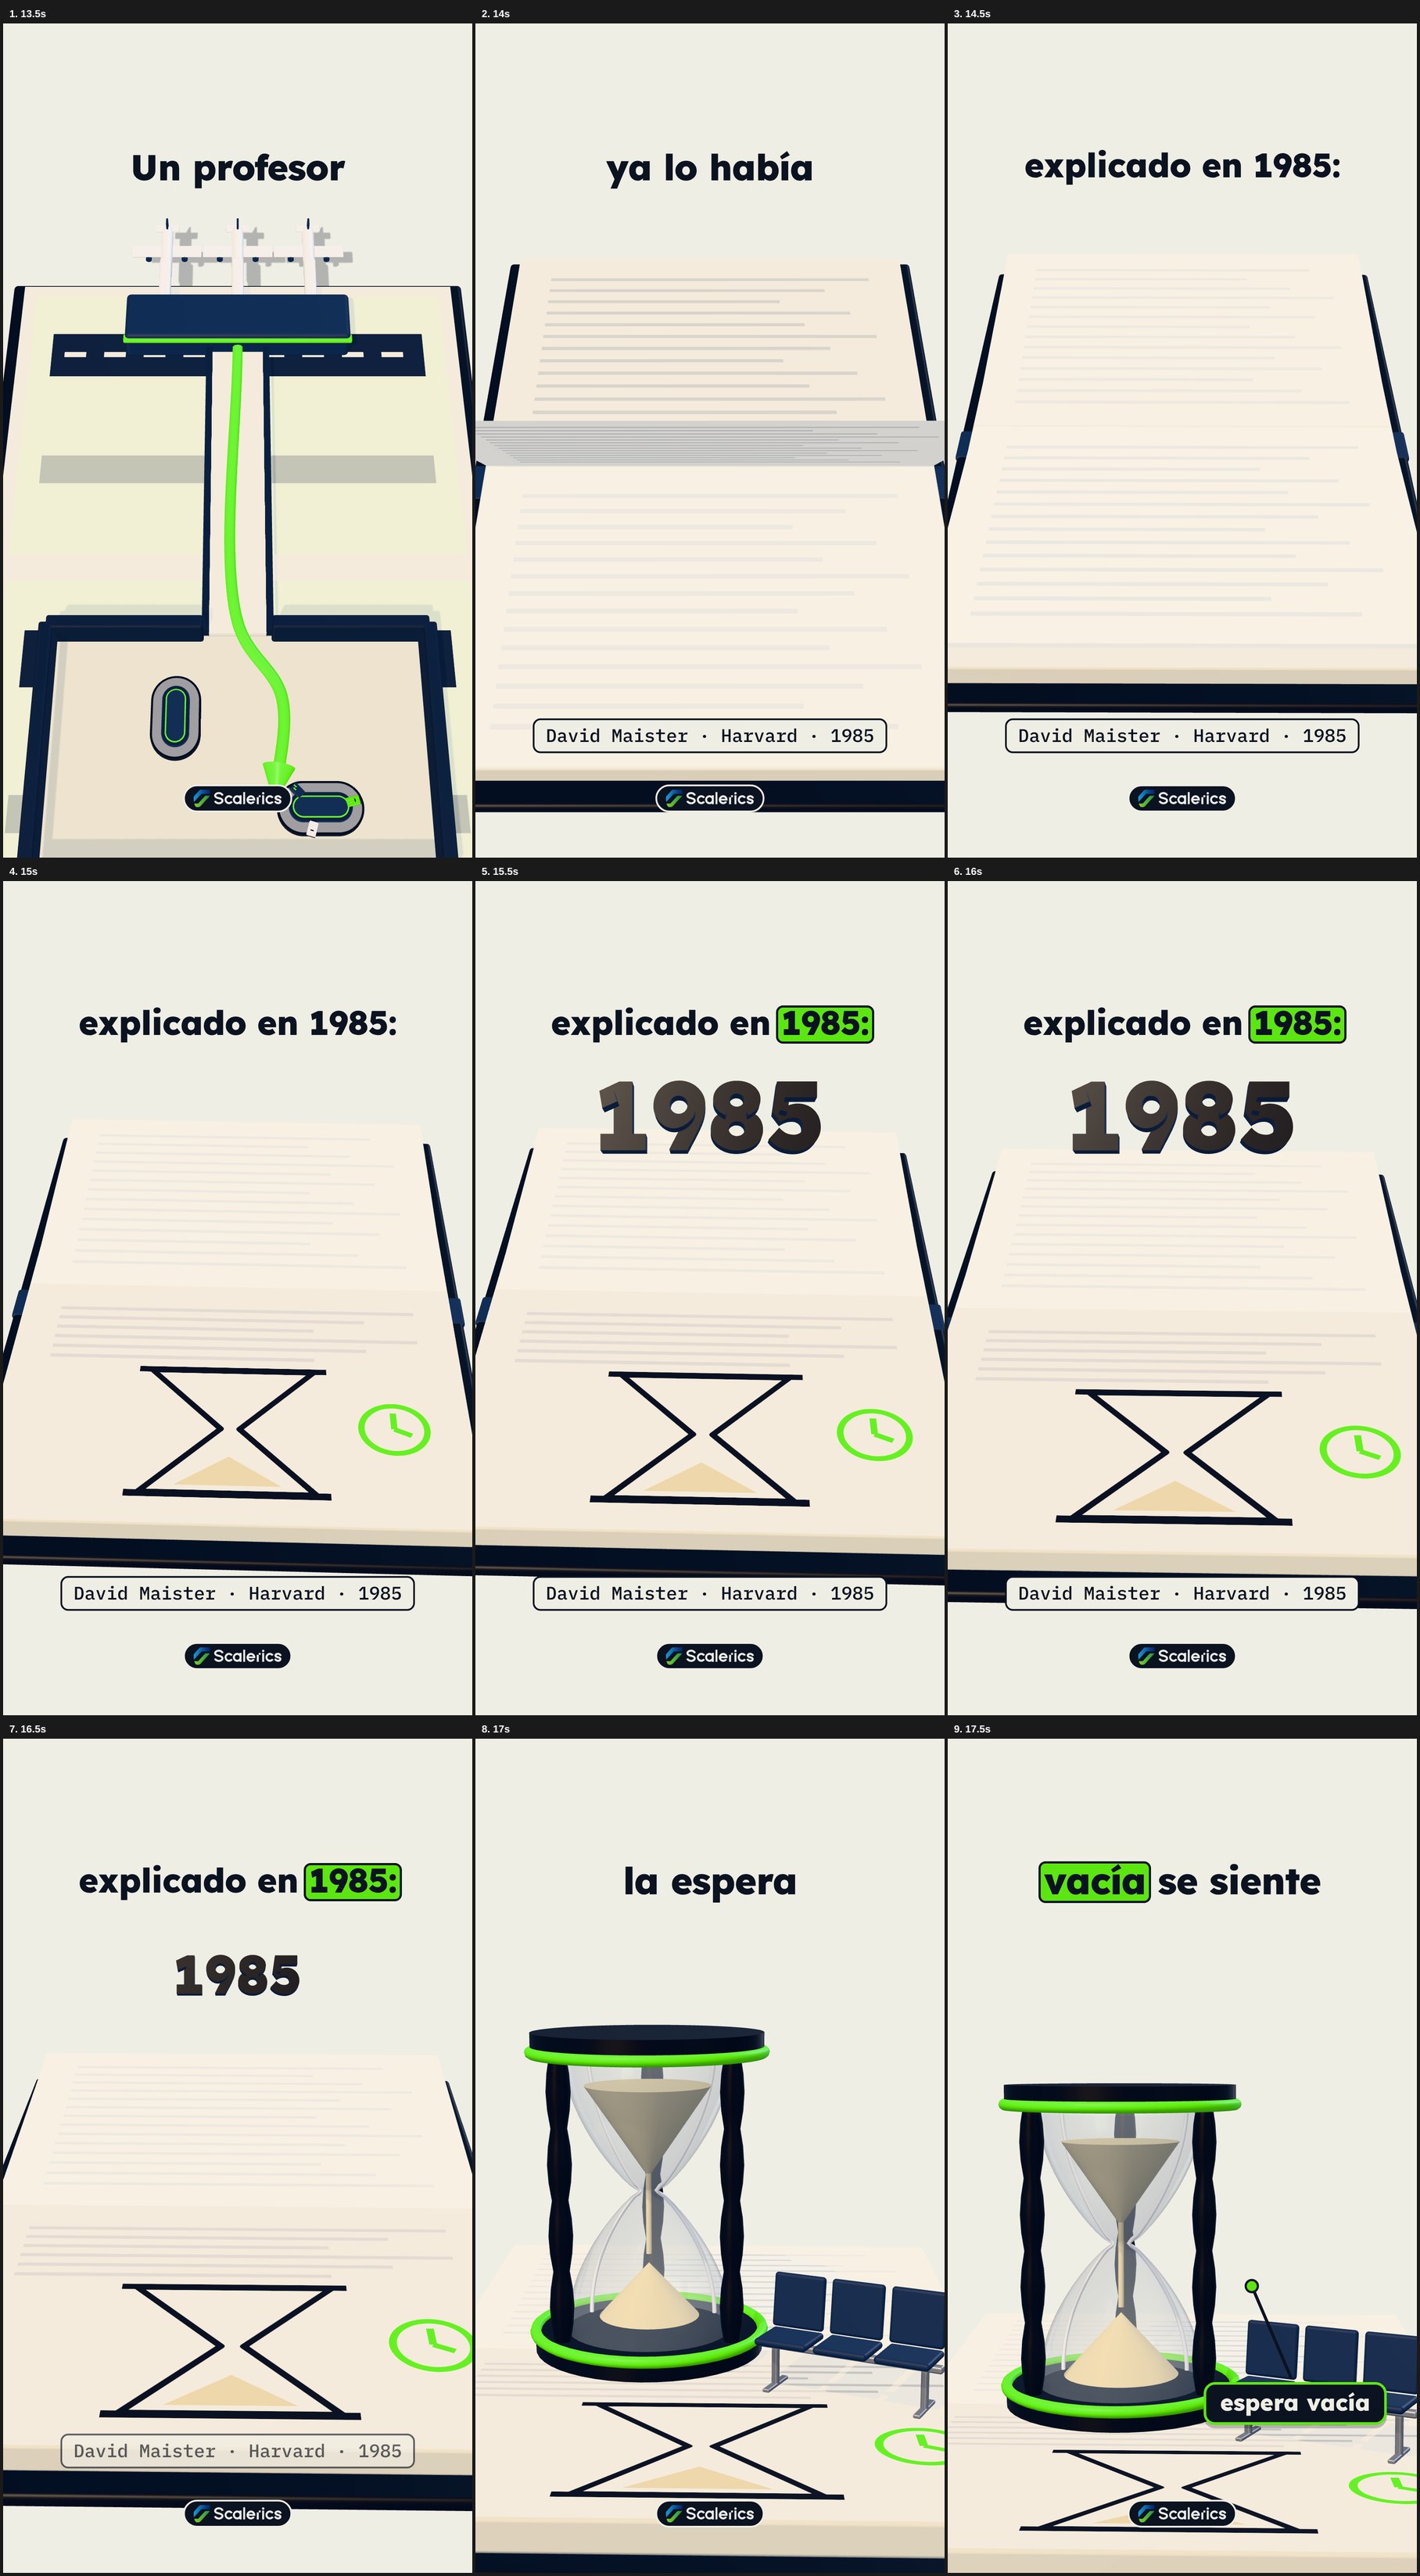 1. 13.5s
Un profesor
Scalerics
2. 14s
ya lo había
David Maister · Harvard · 1985
Scalerics
3. 14.5s
explicado en 1985:
David Maister · Harvard · 1985
Scalerics
4. 15s
explicado en 1985:
David Maister · Harvard · 1985
Scalerics
5. 15.5s
explicado en 1985:
1985
David Maister · Harvard · 1985
Scalerics
6. 16s
explicado en 1985:
1985
David Maister · Harvard · 1985
Scalerics
7. 16.5s
explicado en 1985:
1985
David Maister · Harvard · 1985
Scalerics
8. 17s
la espera
Scalerics
9. 17.5s
vacía se siente
espera vacía
Scalerics